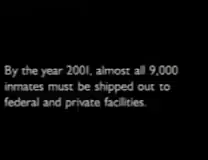 By the year 2001, almost all 9,000
inmates must be shipped out to
federal and private facilities.